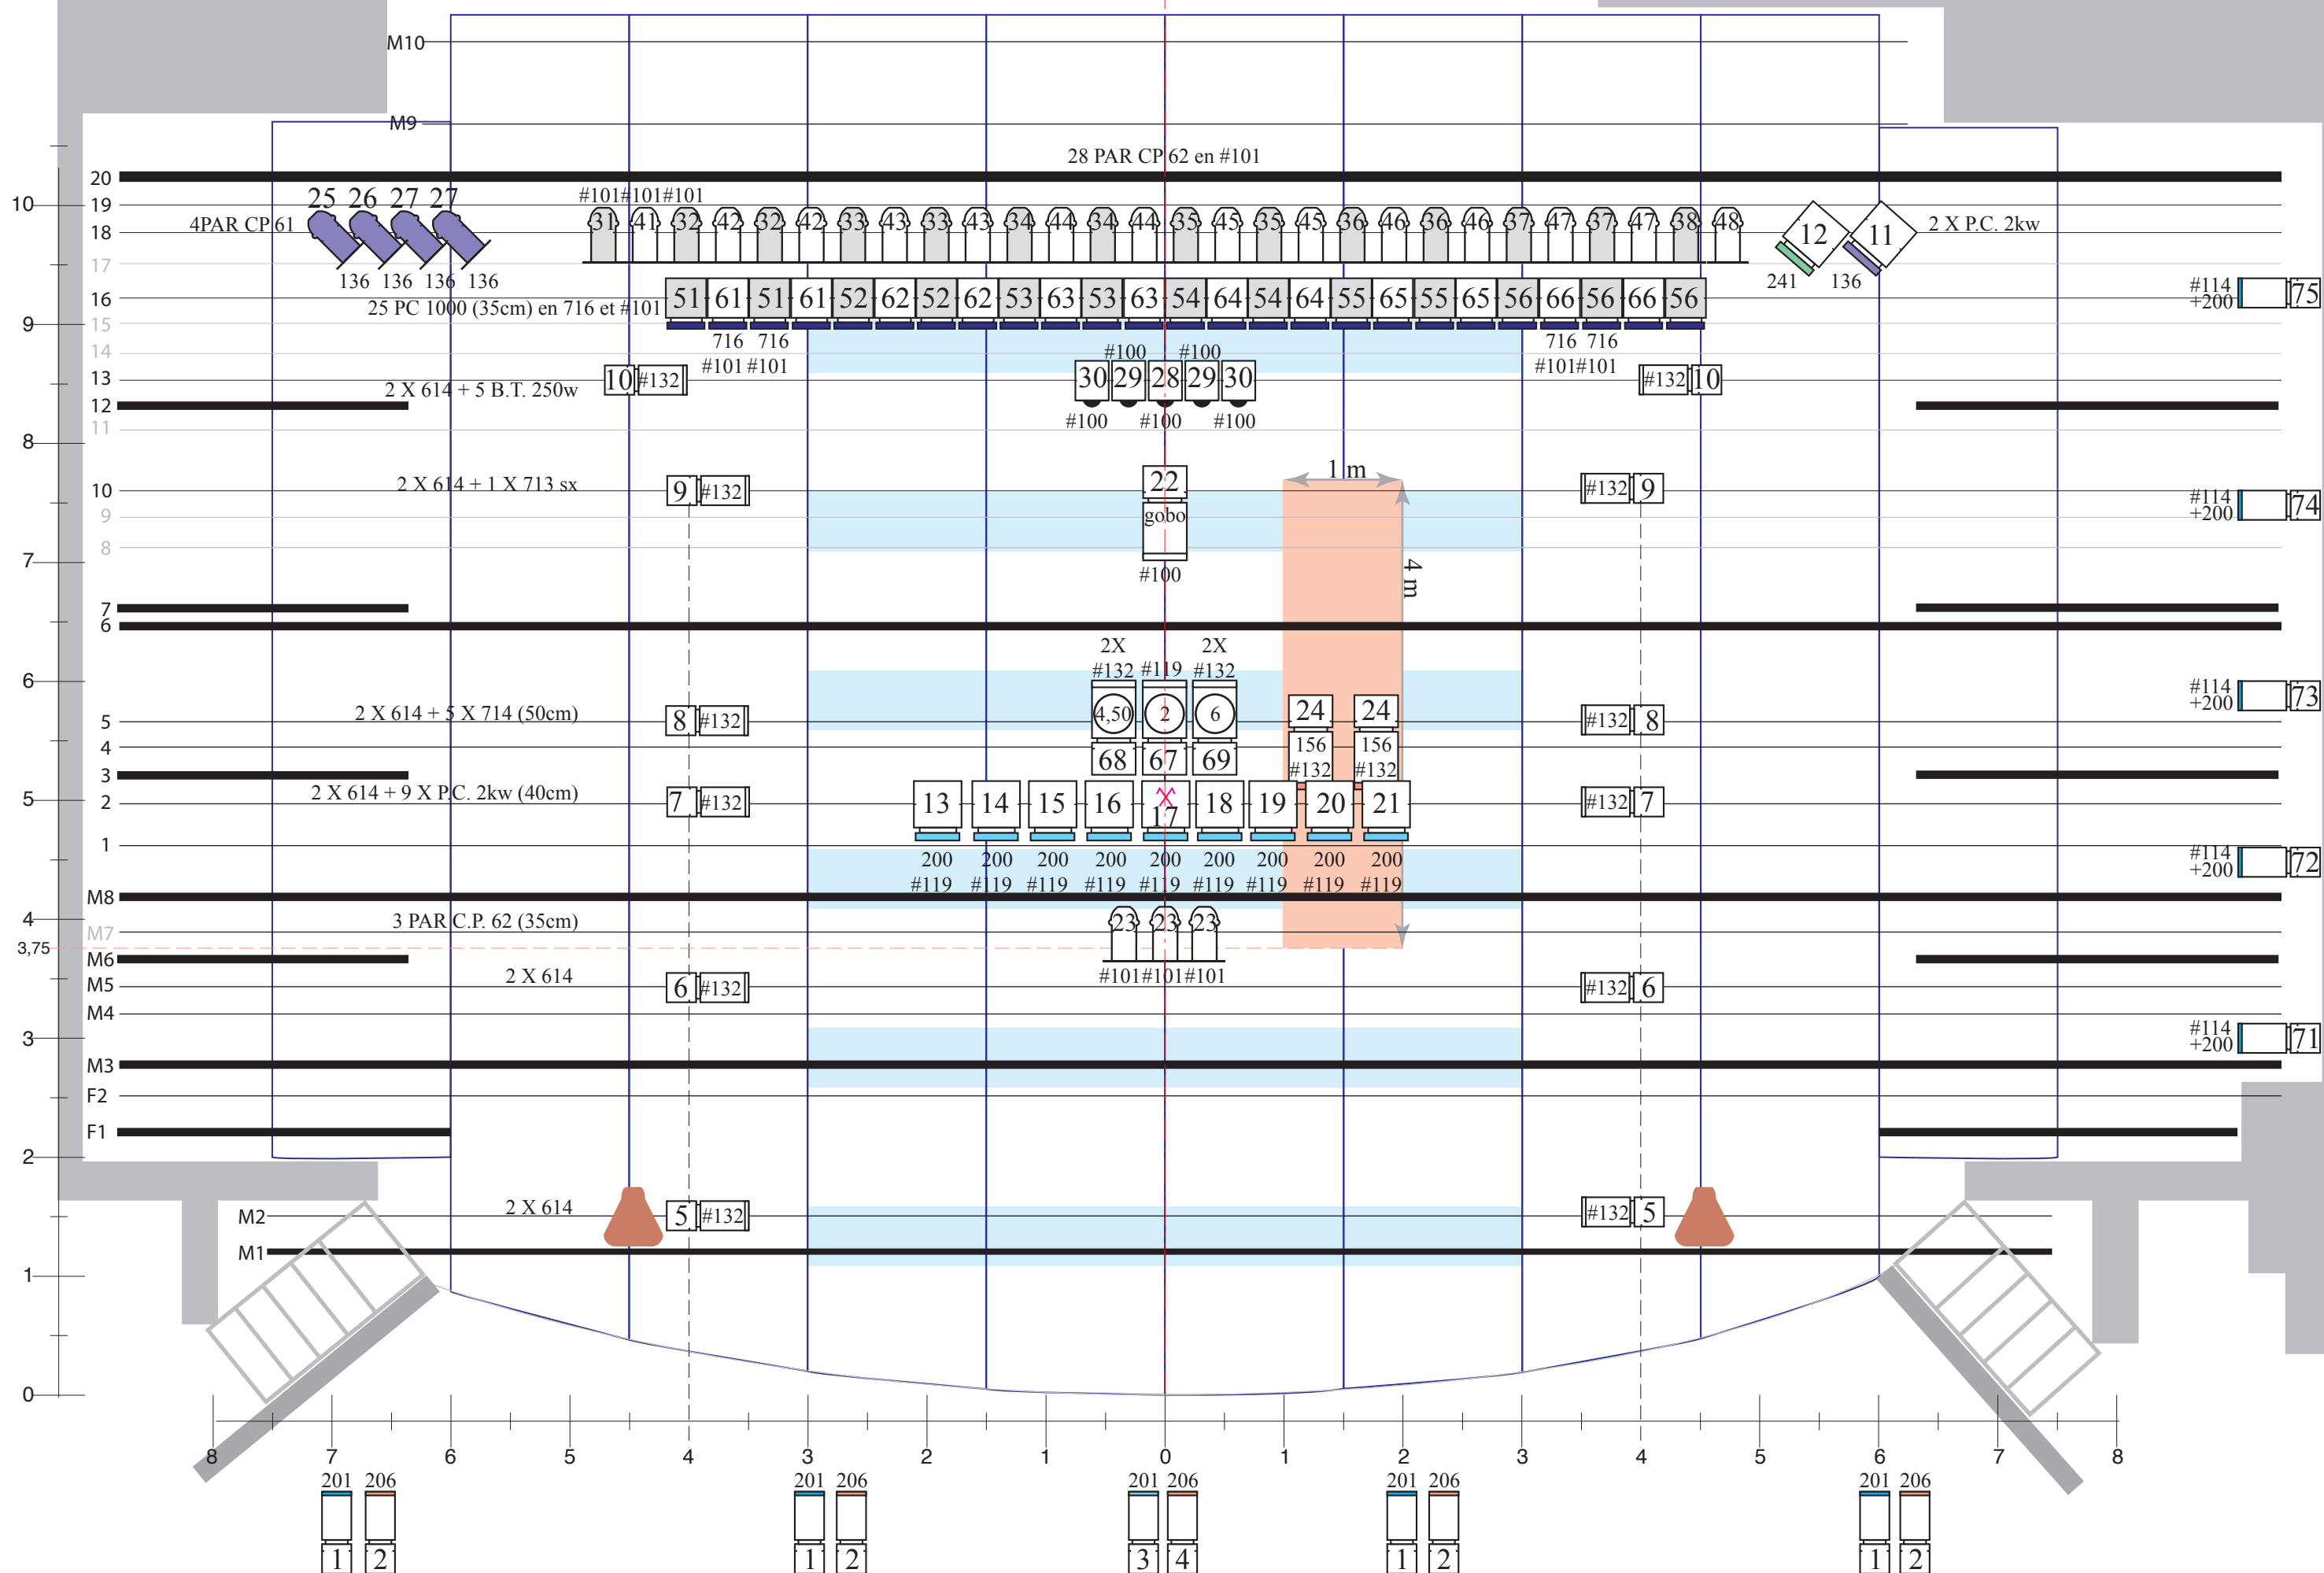 M10
M9
28 PAR CP 62 en #101
20
10 19
#101 #101 #101
25 26 27 27
4PAR CP 61 18
31 41 32 42 32 42 33 43 33 43 34 44 34 44 35 45 35 45 36 46 36 46 37 47 37 47 38 48
12 11 2 X P.C. 2kw
17
136 136 136 136
241 136
16
25 PC 1000 (35cm) en 716 et #101
51 61 51 61 52 62 52 62 53 63 53 63 54 64 54 64 55 65 55 65 56 66 56 66 56
#114 +200 75
9 15
716 716 716 716
14
#101 #101 #100 #100 #101 #101
13
10 #132 30 29 28 29 30 #132 10
2 X 614 + 5 B.T. 250w
12
#100 #100 #100
11
8
22 1 m
2 X 614 + 1 X 713 sx
10 9 #132 #132 9
#114 +200 74
9 gobo
8
7 #100 4 m
7
6
2X 2X
#132 #119 #132
6
#114 +200 73
2 X 614 + 5 X 714 (50cm)
5 8 #132 4,50 2 6 24 24 #132 8
4 156 156
68 67 69 #132 #132
3
2 X 614 + 9 X P.C. 2kw (40cm)
5 2 7 #132 13 14 15 16 17 18 19 20 21 #132 7
1
200 200 200 200 200 200 200 200 200
#114 +200 72
#119 #119 #119 #119 #119 #119 #119 #119 #119
M8
4 3 PAR C.P. 62 (35cm) 23 23 23
M7
3,75
M6
2 X 614 #101 #101 #101
M5 6 #132 #132 6
M4
3
#114 +200 71
M3
F2
F1
2
2 X 614
M2 5 #132 #132 5
M1
1
0
8 7 6 5 4 3 2 1 0 1 2 3 4 5 6 7 8
201 206 201 206 201 206 201 206 201 206
1 2 1 2 3 4 1 2 1 2